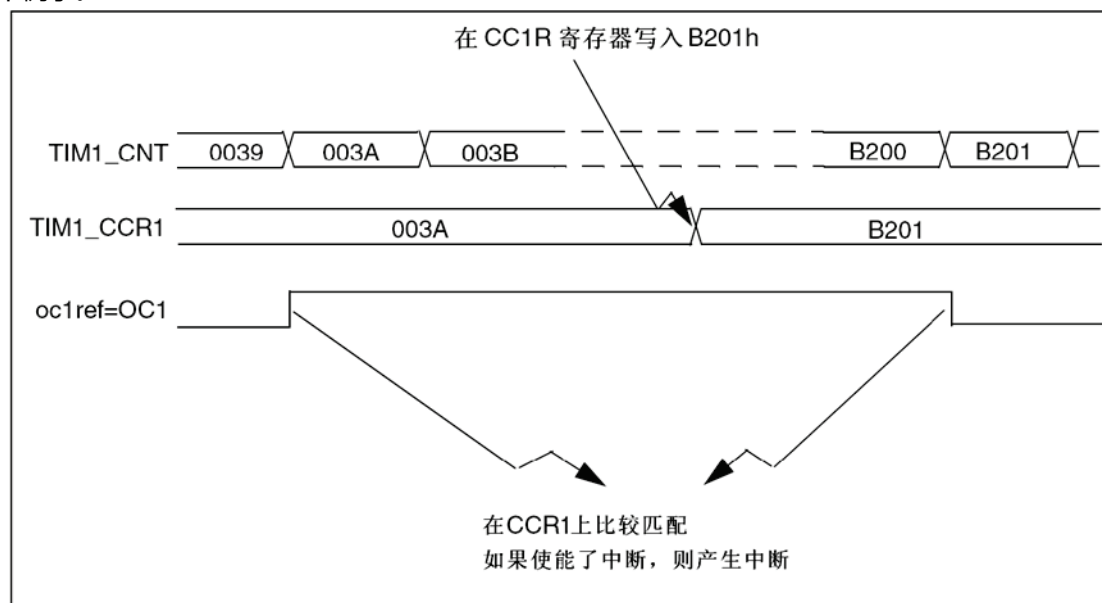 在 CC1R 寄存器写入 B201h
TIM1_CNT 0039 003A 003B B200 B201
TIM1_CCR1 003A B201
oc1ref=OC1
在CCR1上比较匹配
如果使能了中断，则产生中断